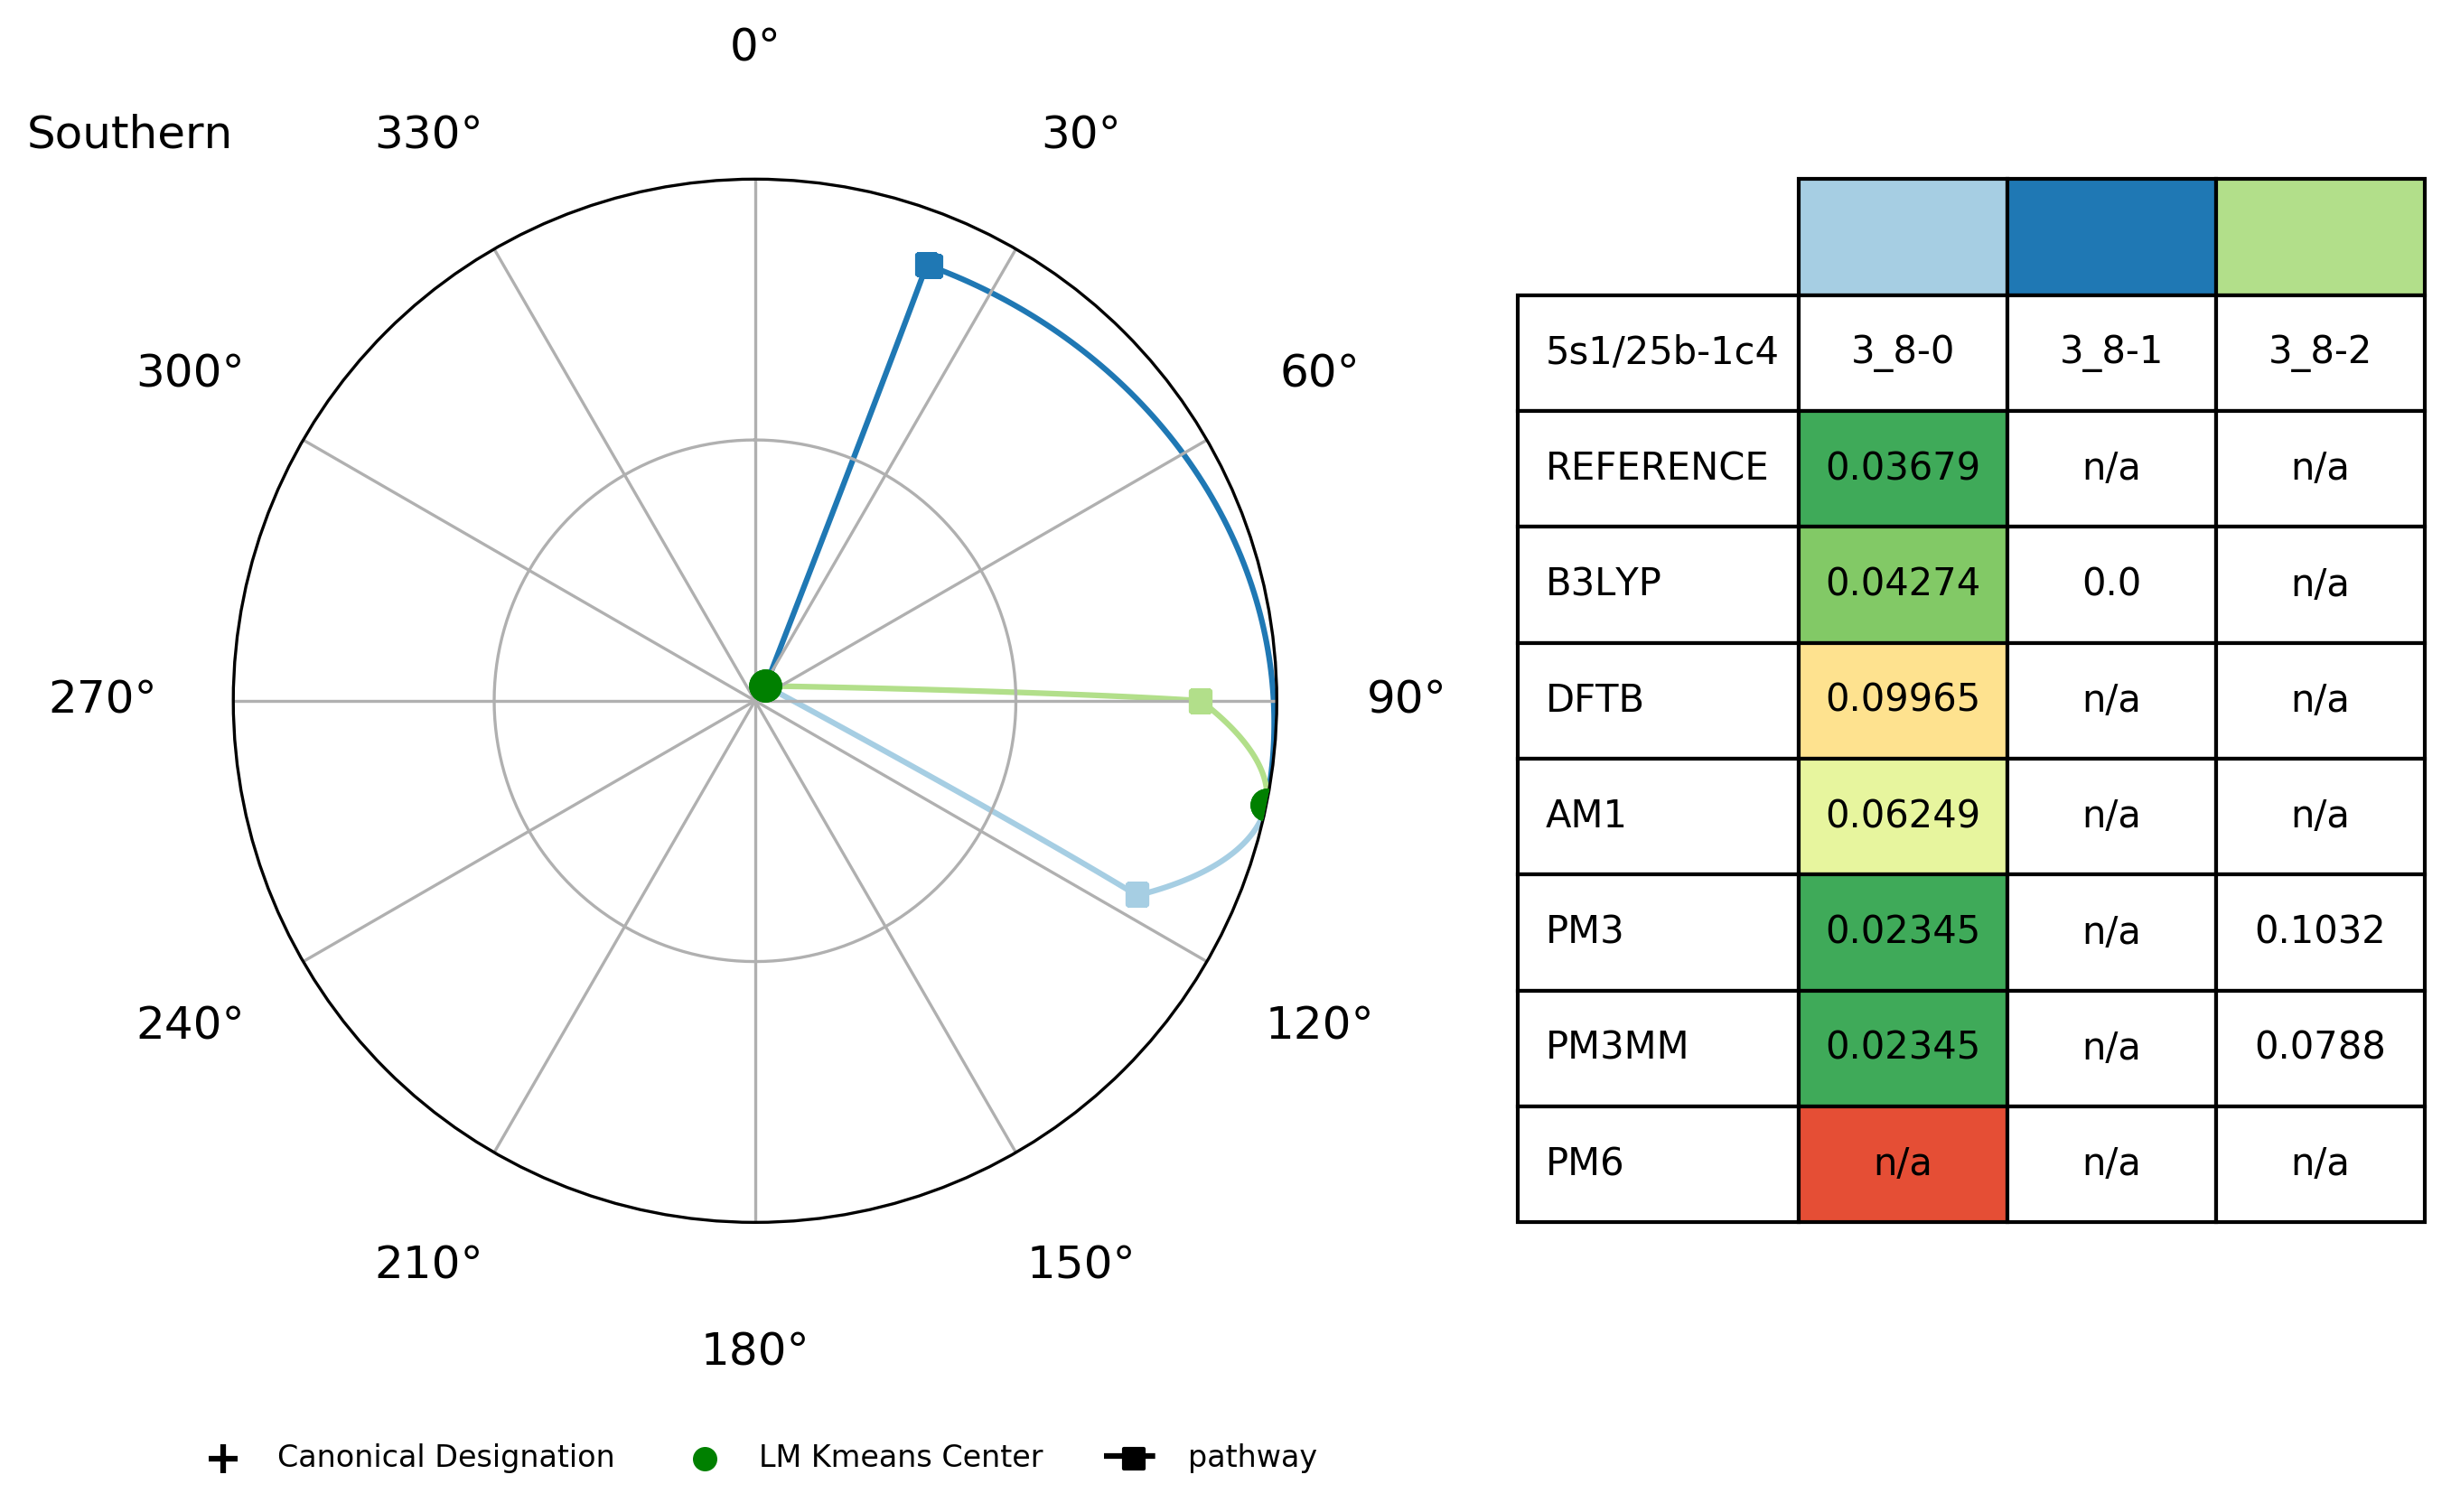 0°
Southern
330°
30°
300°
60°
270°
90°
240°
120°
210°
150°
180°
5s1/25b-1c4 3_8-0 3_8-1 3_8-2
REFERENCE 0.03679 n/a n/a
B3LYP 0.04274 0.0 n/a
DFTB 0.09965 n/a n/a
AM1 0.06249 n/a n/a
PM3 0.02345 n/a 0.1032
PM3MM 0.02345 n/a 0.0788
PM6 n/a n/a n/a
Canonical Designation LM Kmeans Center pathway